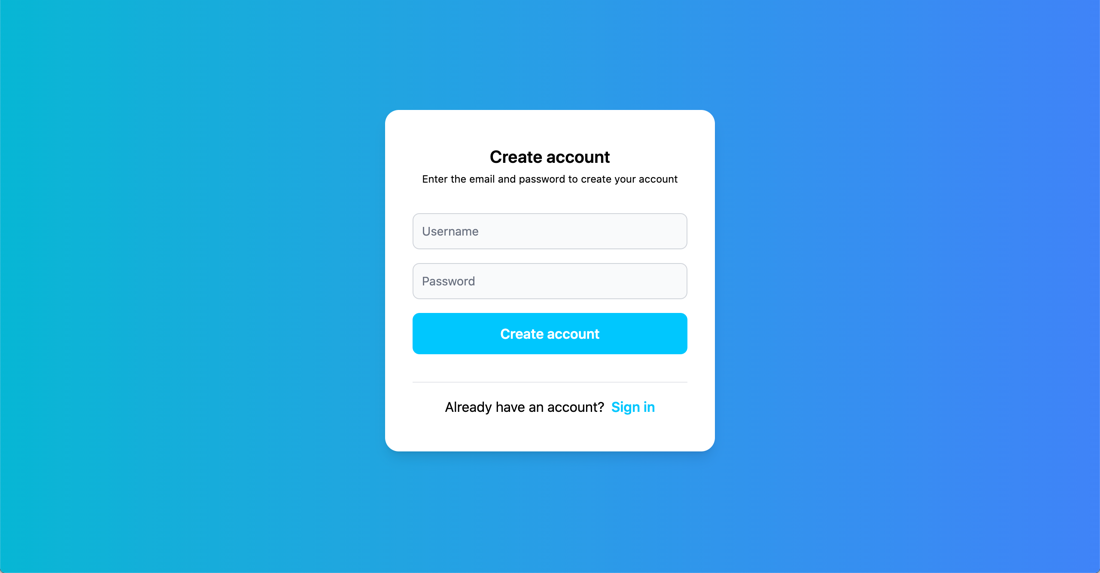 Create account
Enter the email and password to create your account
Username
Password
Create account
Already have an account? Sign in